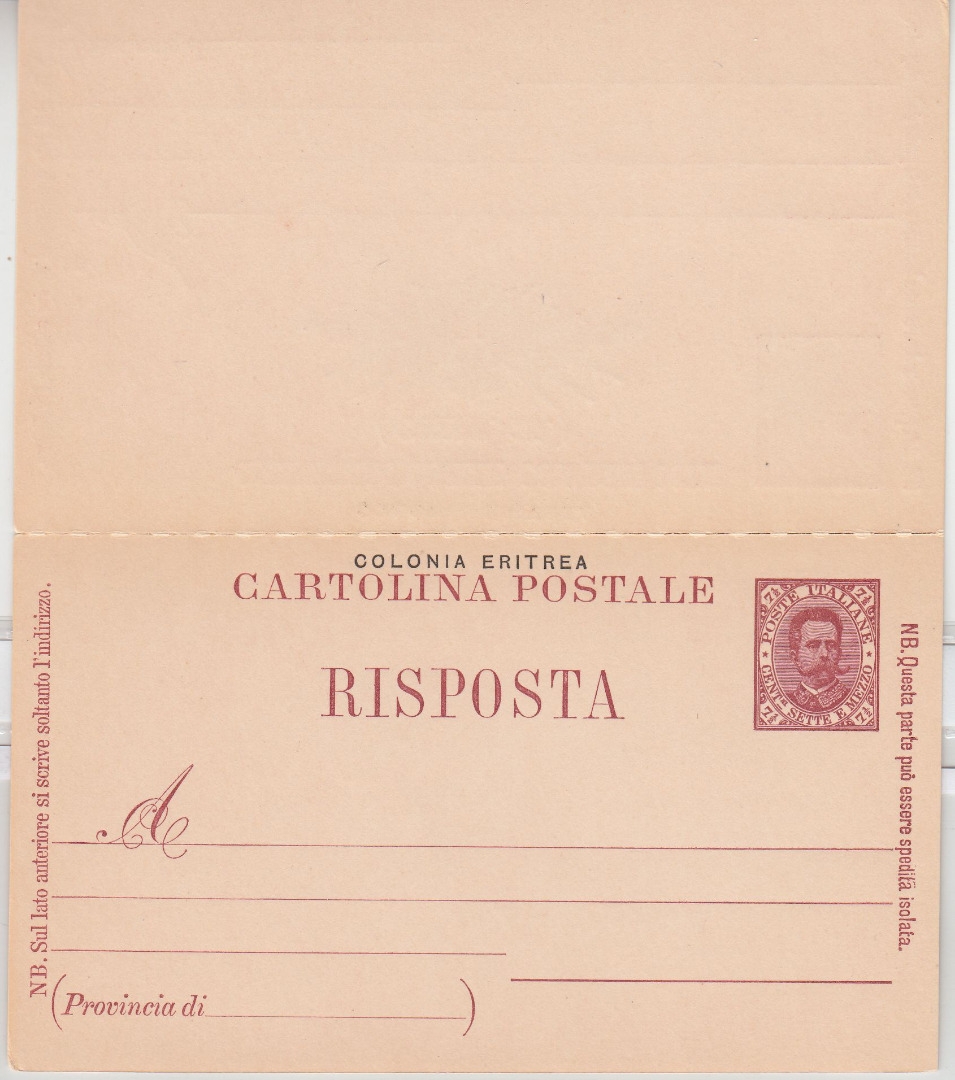 COLONIA ERITREA
CARTOLINA POSTALE
RISPOSTA
7½ 7½
POSTE ITALIANE
CENT.MI SETTE E MEZZO
7½ 7½
A
(Provincia di )
NB. Sul lato anteriore si scrive soltanto l'indirizzo.
NB. Questa parte può essere spedita isolata.